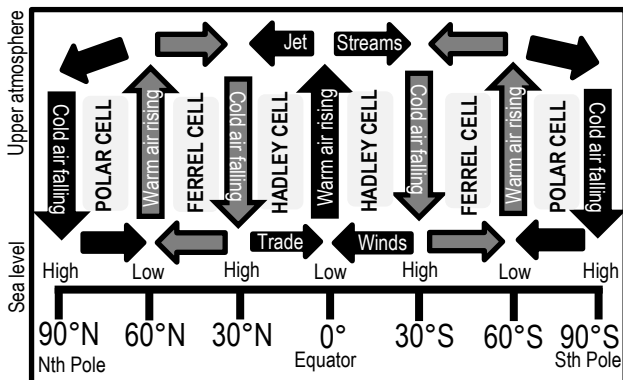 Upper atmosphere
Jet
Streams
Cold air falling
POLAR CELL
Warm air rising
FERREL CELL
Cold air falling
HADLEY CELL
Warm air rising
HADLEY CELL
Cold air falling
FERREL CELL
Warm air rising
POLAR CELL
Cold air falling
Trade
Winds
Sea level
High
Low
High
Low
High
Low
High
90°N
60°N
30°N
0°
30°S
60°S
90°S
Nth Pole
Equator
Sth Pole